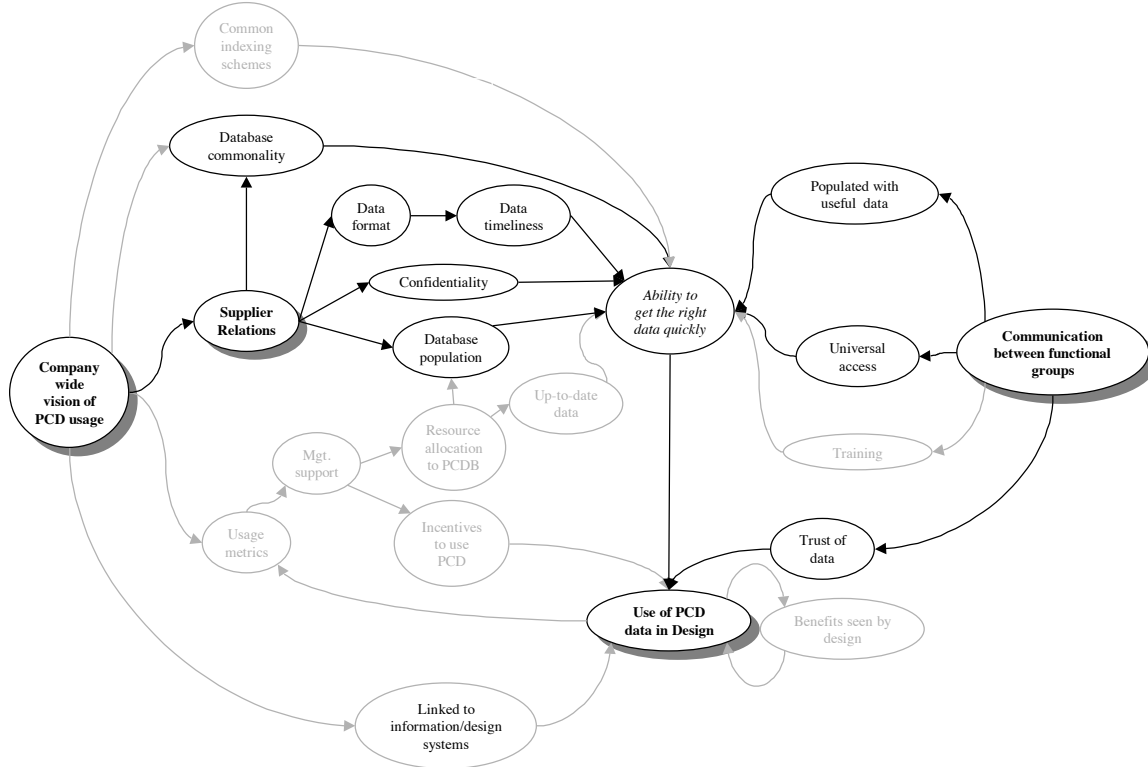 Common
indexing
schemes
Database
commonality
Populated with
useful  data
Data
format
Data
timeliness
Confidentiality
Ability to
get the right
data quickly
Supplier
Relations
Database
population
Universal
access
Communication
between functional
groups
Company
wide
vision of
PCD usage
Up-to-date
data
Resource
allocation
to PCDB
Mgt.
support
Training
Usage
metrics
Incentives
to use
PCD
Trust of
data
Use of PCD
data in Design
Benefits seen by
design
Linked to
information/design
systems